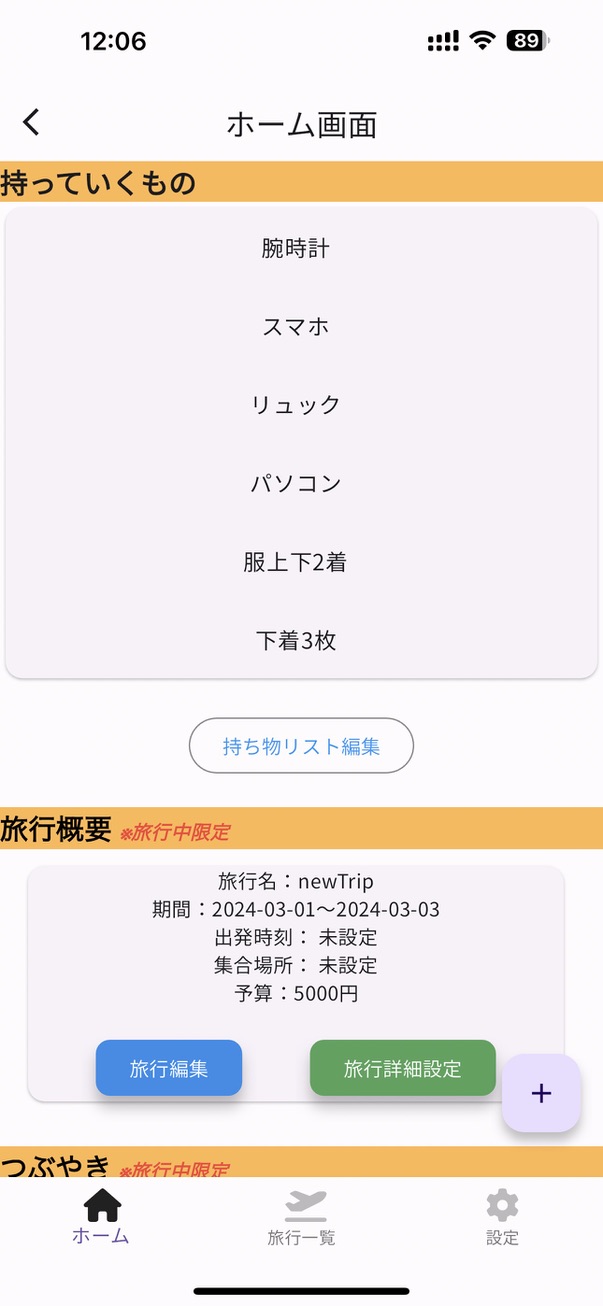 12:06
89
ホーム画面
持っていくもの
腕時計
スマホ
リュック
パソコン
服上下2着
下着3枚
持ち物リスト編集
旅行概要 ※旅行中限定
旅行名：newTrip
期間：2024-03-01～2024-03-03
出発時刻： 未設定
集合場所： 未設定
予算：5000円
旅行編集 旅行詳細設定
+
つぶやき ※旅行中限定
ホーム 旅行一覧 設定